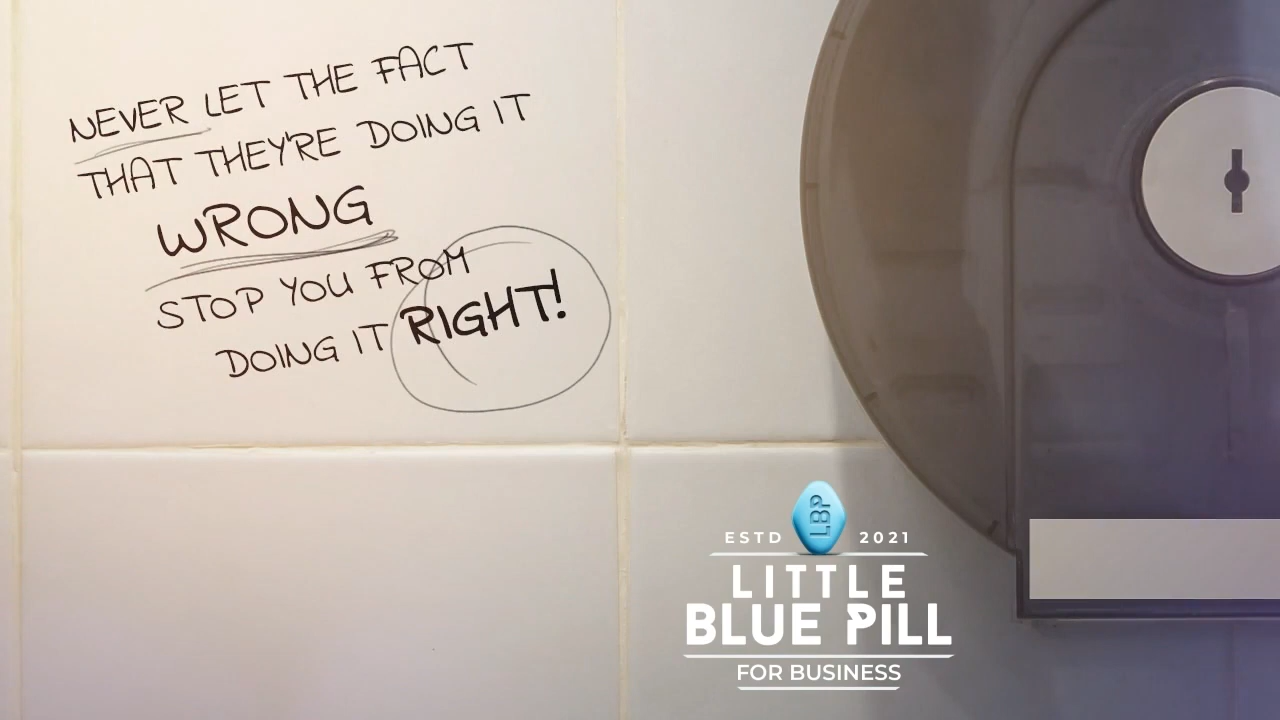 NEVER LET THE FACT
THAT THEY'RE DOING IT
WRONG
STOP YOU FROM
DOING IT RIGHT!
LBP
ESTD 2021
LITTLE
BLUE PILL
FOR BUSINESS